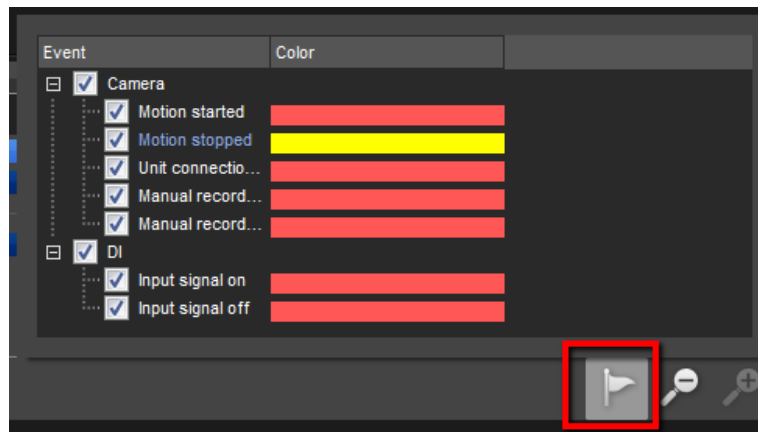 Event Color
Camera
Motion started
Motion stopped
Unit connectio...
Manual record...
Manual record...
DI
Input signal on
Input signal off